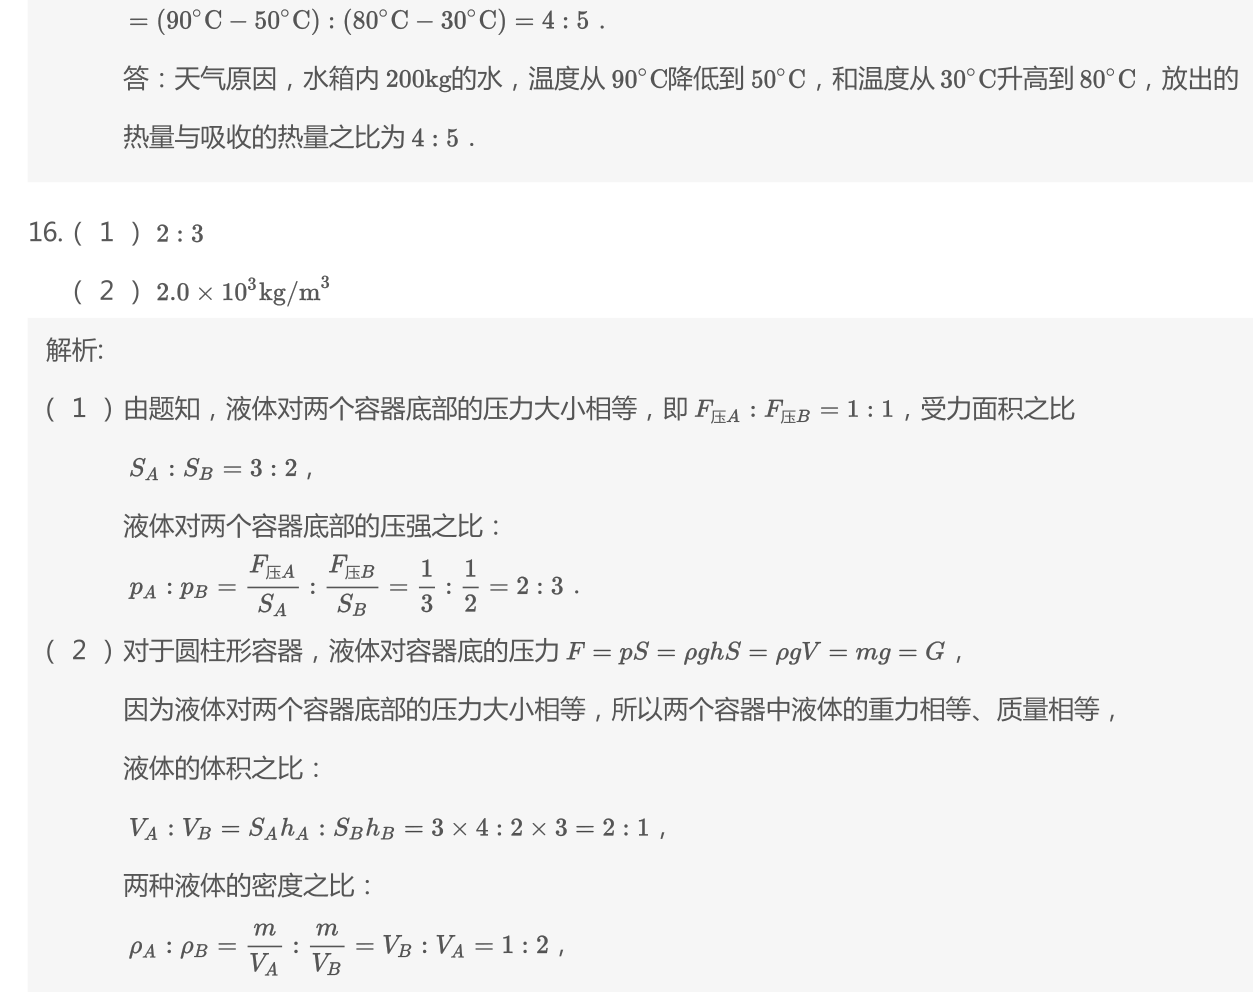 = (90°C − 50°C) : (80°C − 30°C) = 4 : 5 .
答：天气原因，水箱内 200kg的水，温度从 90°C降低到 50°C，和温度从 30°C升高到 80°C，放出的
热量与吸收的热量之比为 4 : 5 .
16.（ 1 ）2 : 3
（ 2 ）2.0 × 10³kg/m³
解析:
（ 1 ）由题知，液体对两个容器底部的压力大小相等，即 F压A : F压B = 1 : 1，受力面积之比
S_A : S_B = 3 : 2，
液体对两个容器底部的压强之比：
p_A : p_B = F压A/S_A : F压B/S_B = 1/3 : 1/2 = 2 : 3 .
（ 2 ）对于圆柱形容器，液体对容器底的压力 F = pS = ρghS = ρgV = mg = G，
因为液体对两个容器底部的压力大小相等，所以两个容器中液体的重力相等、质量相等，
液体的体积之比：
V_A : V_B = S_A h_A : S_B h_B = 3 × 4 : 2 × 3 = 2 : 1，
两种液体的密度之比：
ρ_A : ρ_B = m/V_A : m/V_B = V_B : V_A = 1 : 2，